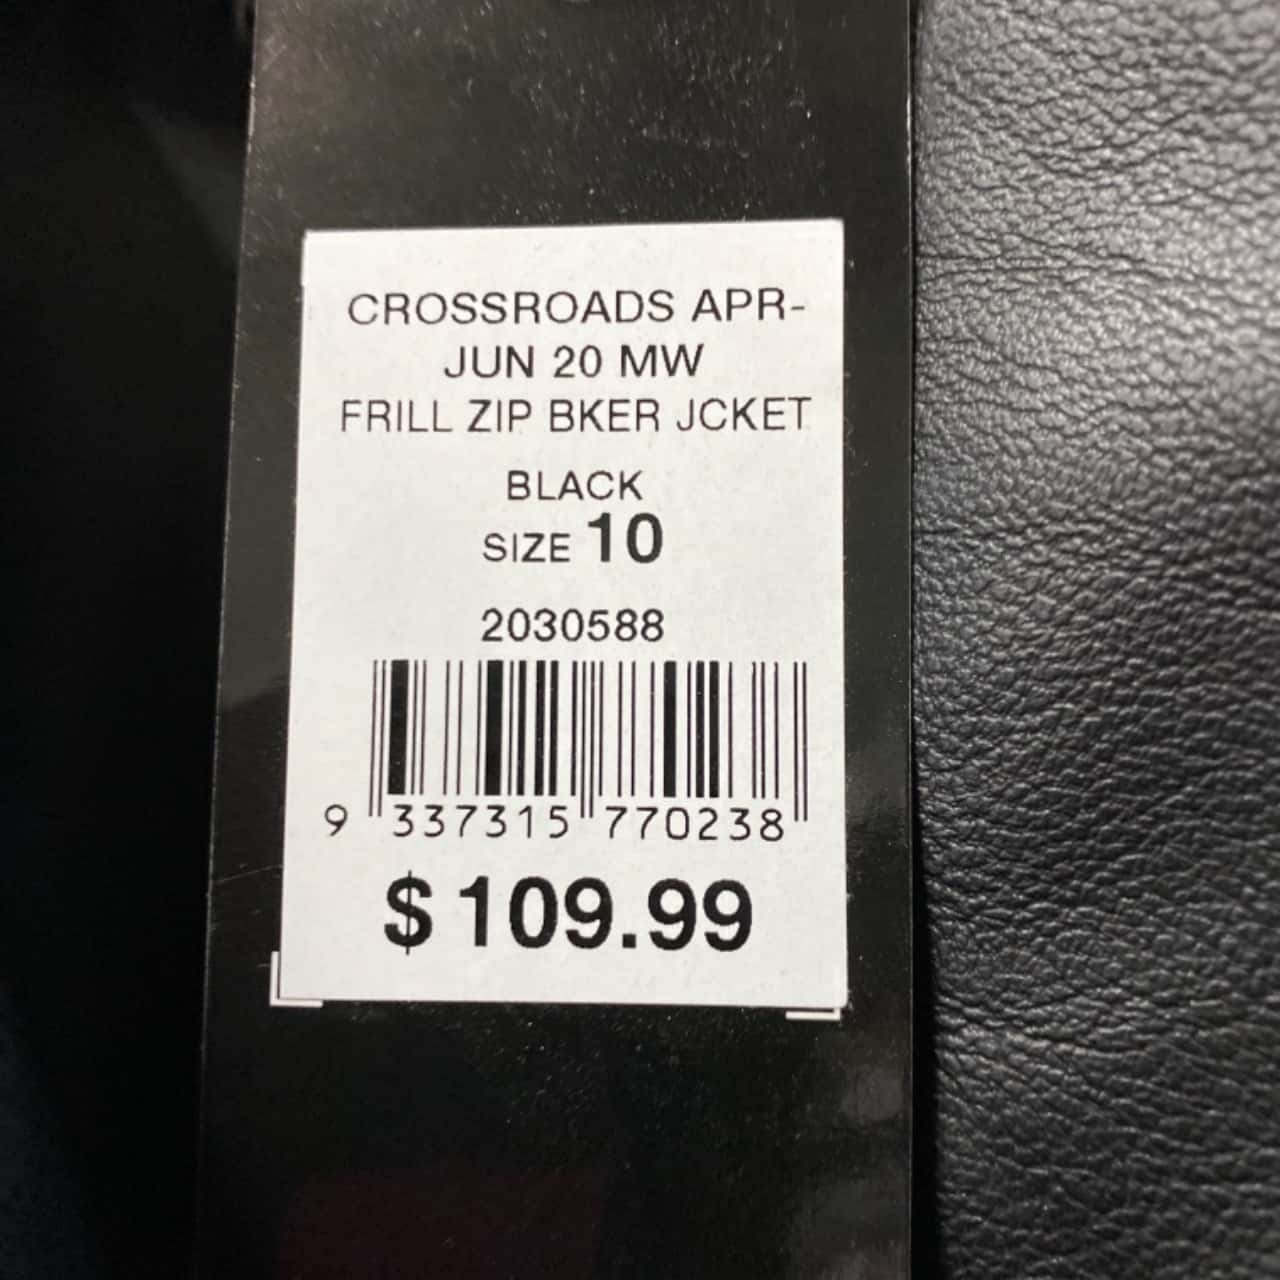 CROSSROADS APR-
JUN 20 MW
FRILL ZIP BKER JCKET
BLACK
SIZE 10
2030588
9 337315 770238
$ 109.99